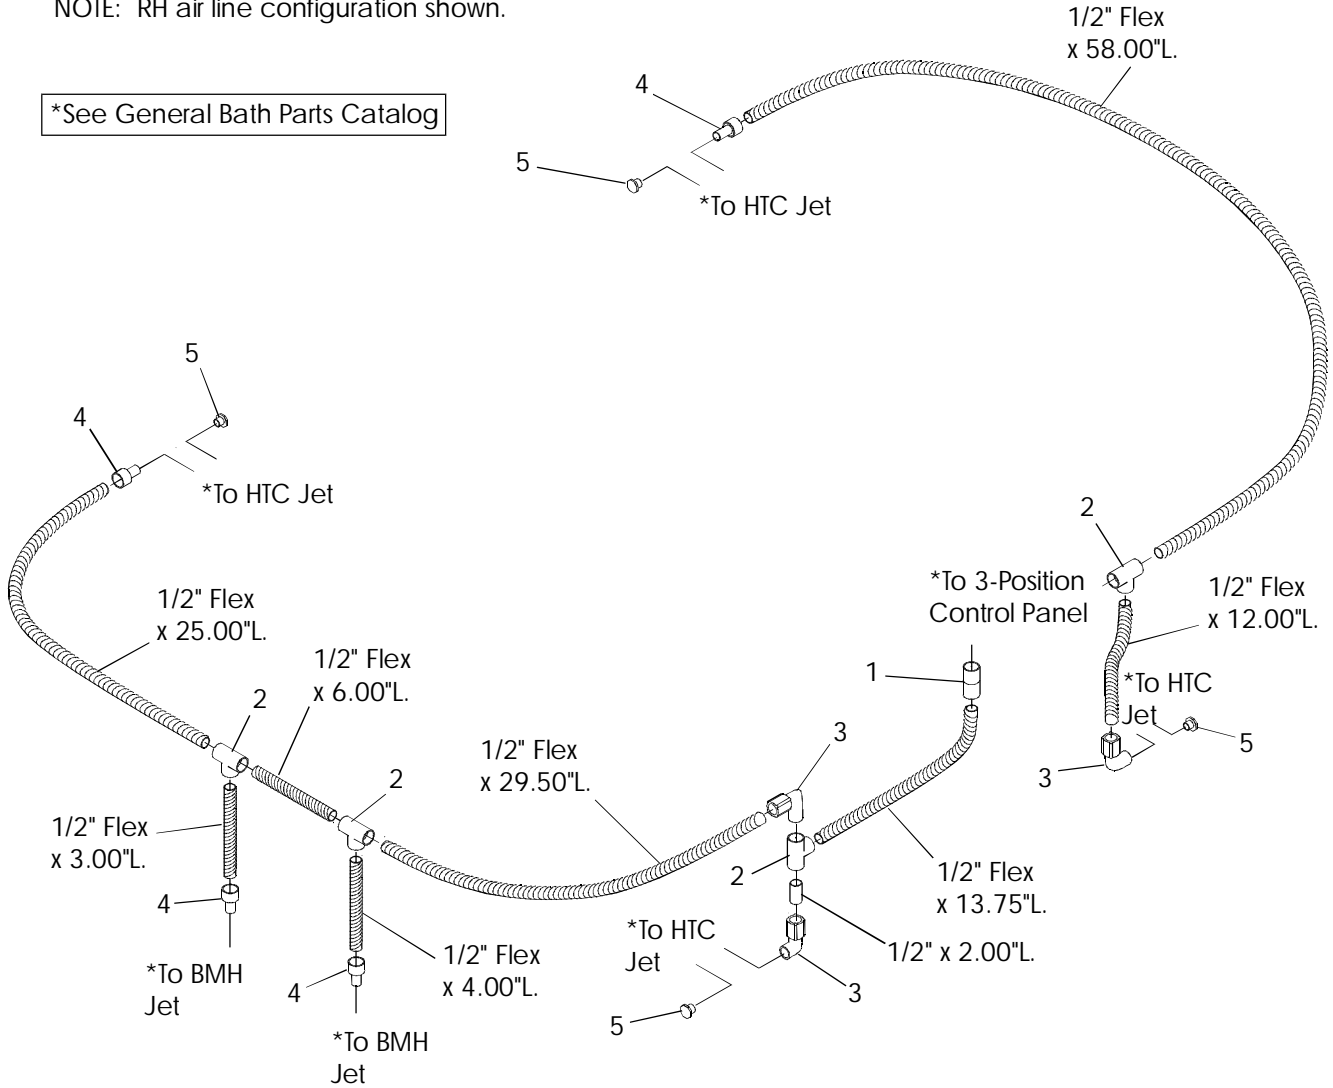 NOTE: RH air line configuration shown.
1/2" Flex
x 58.00"L.
4
*See General Bath Parts Catalog
5
*To HTC Jet
5
4
*To HTC Jet
2
*To 3-Position
Control Panel
1/2" Flex
x 12.00"L.
1/2" Flex
x 25.00"L.
1/2" Flex
x 6.00"L.
1
*To HTC
Jet
2
3
5
1/2" Flex
x 29.50"L.
2
3
1/2" Flex
x 3.00"L.
2
1/2" Flex
x 13.75"L.
4
*To HTC
Jet
1/2" x 2.00"L.
1/2" Flex
x 4.00"L.
*To BMH
Jet
4
3
5
*To BMH
Jet